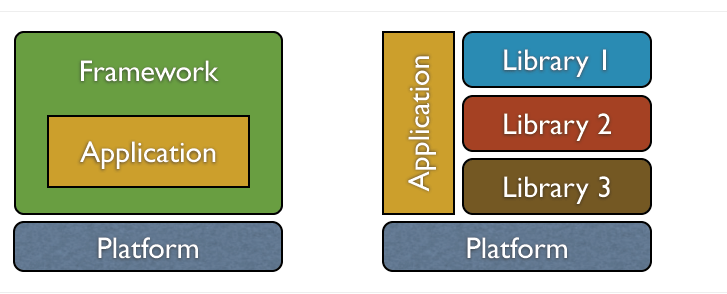 Framework
Application
Platform
Application
Library 1
Library 2
Library 3
Platform